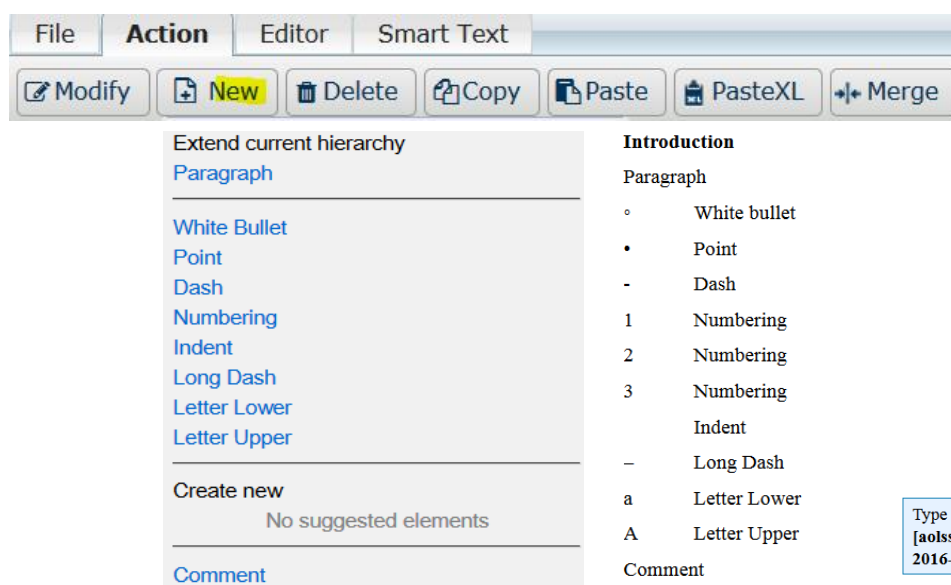 File Action Editor Smart Text
Modify New Delete Copy Paste PasteXL Merge
Extend current hierarchy
Paragraph
White Bullet
Point
Dash
Numbering
Indent
Long Dash
Letter Lower
Letter Upper
Create new
No suggested elements
Comment
Introduction
Paragraph
◦ White bullet
• Point
- Dash
1 Numbering
2 Numbering
3 Numbering
Indent
– Long Dash
a Letter Lower
A Letter Upper
Comment
Type
[aolss
2016-